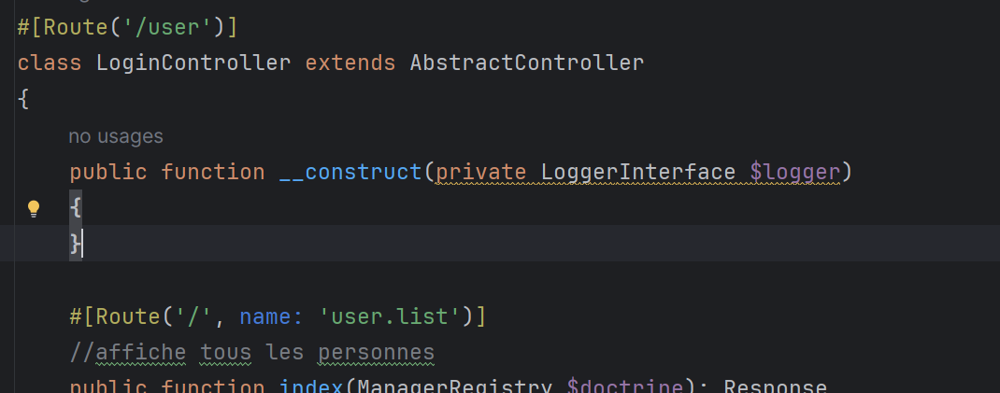 #[Route('/user')]
class LoginController extends AbstractController
{
no usages
public function __construct(private LoggerInterface $logger)
{
}
#[Route('/', name: 'user.list')]
//affiche tous les personnes
public function index(ManagerRegistry $doctrine): Response